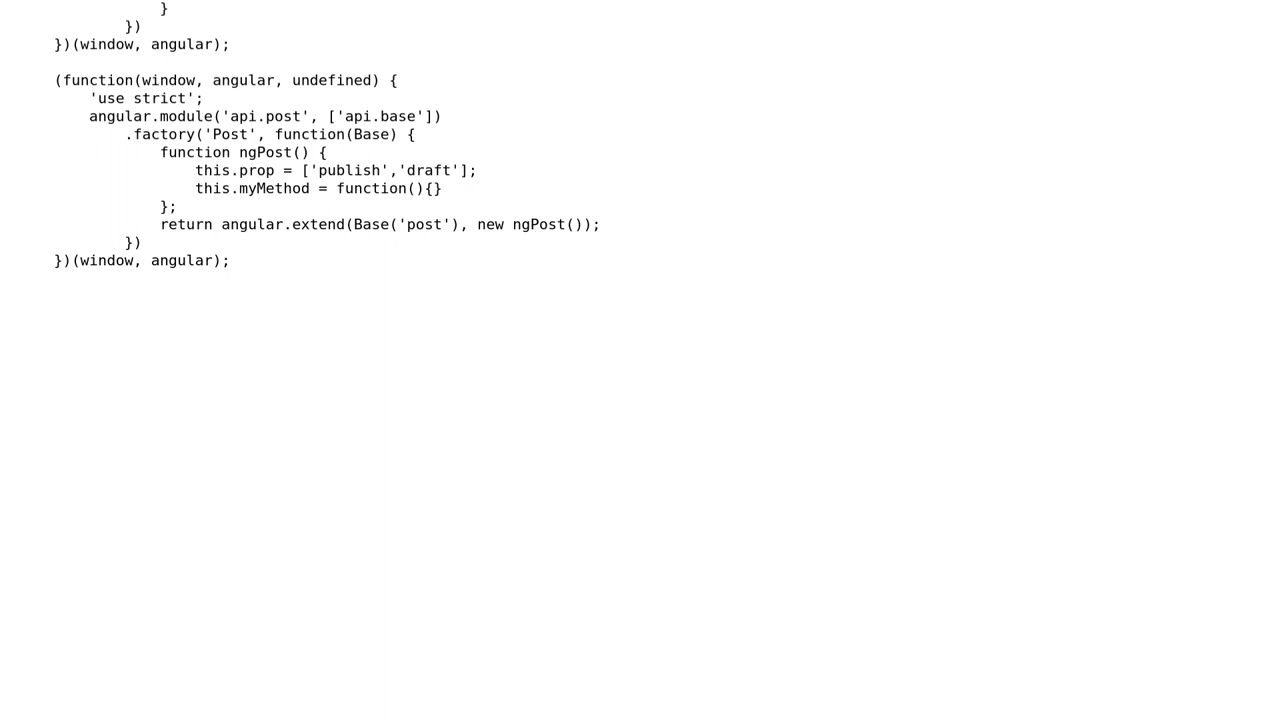 }
        })
})(window, angular);

(function(window, angular, undefined) {
    'use strict';
    angular.module('api.post', ['api.base'])
        .factory('Post', function(Base) {
            function ngPost() {
                this.prop = ['publish','draft'];
                this.myMethod = function(){}
            };
            return angular.extend(Base('post'), new ngPost());
        })
})(window, angular);